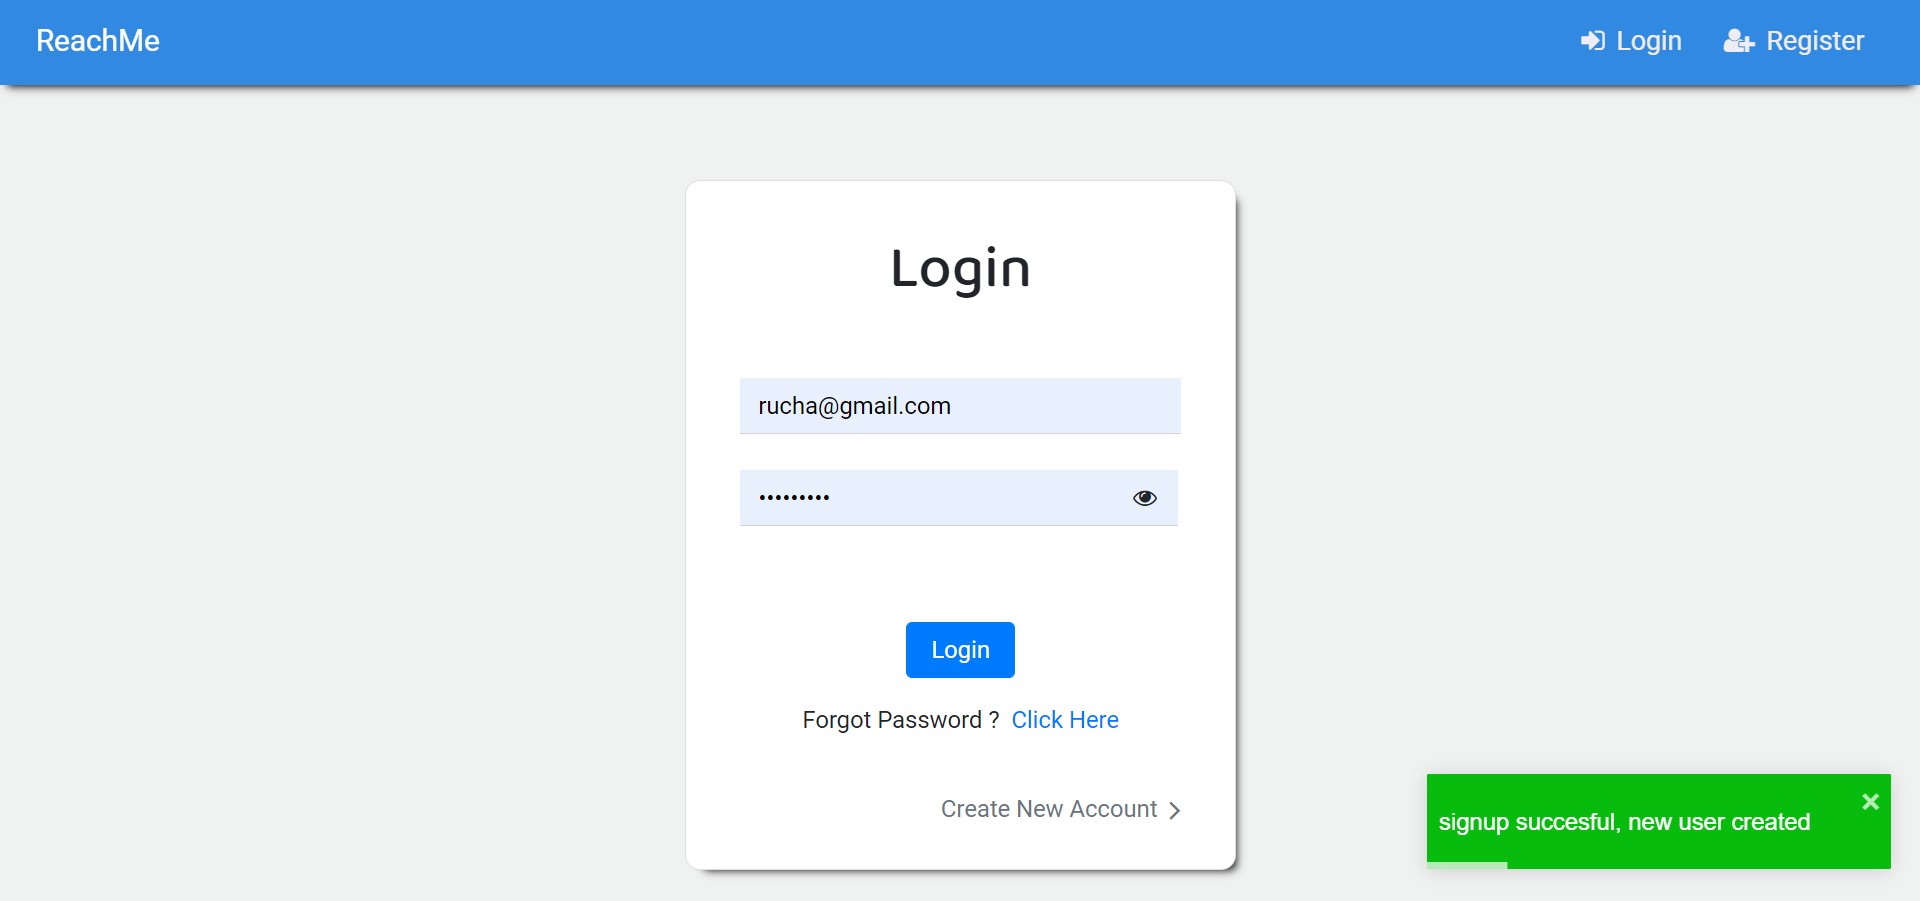 ReachMe
Login
Register
Login
rucha@gmail.com
•••••••••
Login
Forgot Password ? Click Here
Create New Account
signup succesful, new user created